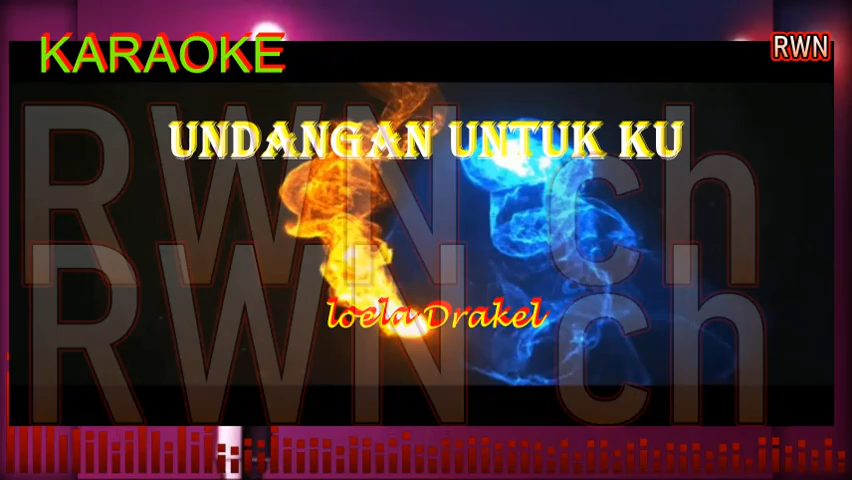 KARAOKE
RWN
UNDANGAN UNTUK KU
RWN ch
loela Drakel
RWN ch